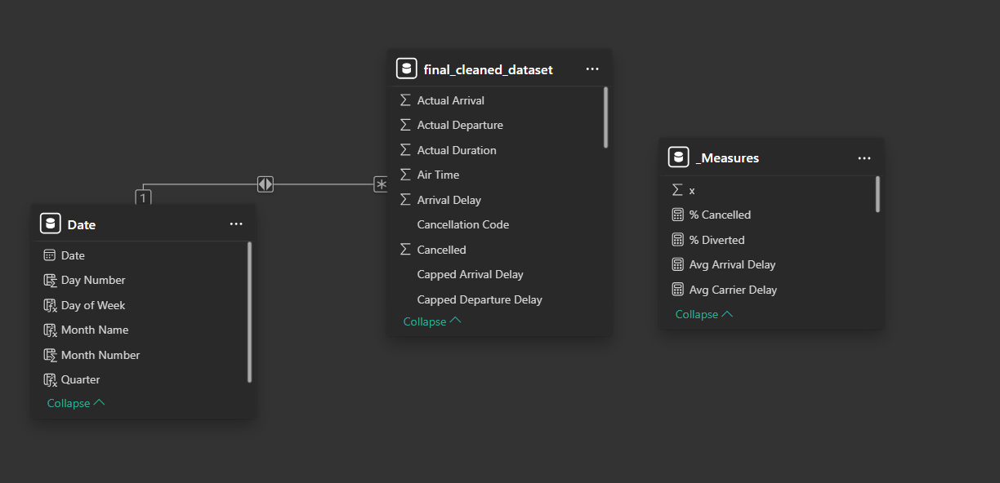 final_cleaned_dataset
Actual Arrival
Actual Departure
Actual Duration
Air Time
Arrival Delay
Cancellation Code
Cancelled
Capped Arrival Delay
Capped Departure Delay
Collapse
1
*
Date
Date
Day Number
Day of Week
Month Name
Month Number
Quarter
Collapse
_Measures
x
% Cancelled
% Diverted
Avg Arrival Delay
Avg Carrier Delay
Collapse